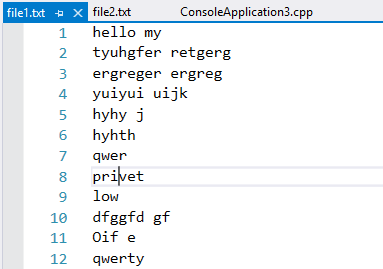 file1.txt file2.txt ConsoleApplication3.cpp
1 hello my
2 tyuhgfer retgerg
3 ergreger ergreg
4 yuiyui uijk
5 hyhy j
6 hyhth
7 qwer
8 privet
9 low
10 dfggfd gf
11 Oif e
12 qwerty